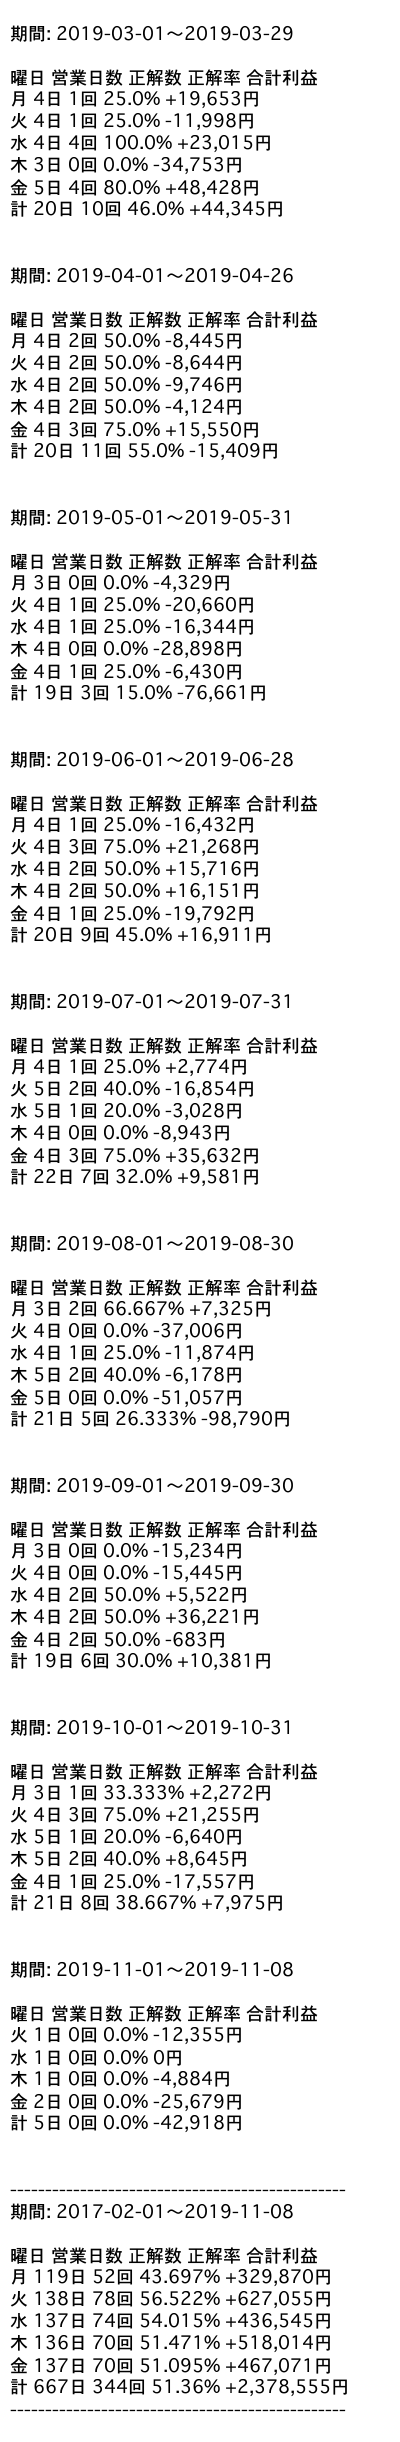 期間: 2019-03-01～2019-03-29
曜日 営業日数 正解数 正解率 合計利益
月 4日 1回 25.0% +19,653円
火 4日 1回 25.0% -11,998円
水 4日 4回 100.0% +23,015円
木 3日 0回 0.0% -34,753円
金 5日 4回 80.0% +48,428円
計 20日 10回 46.0% +44,345円
期間: 2019-04-01～2019-04-26
曜日 営業日数 正解数 正解率 合計利益
月 4日 2回 50.0% -8,445円
火 4日 2回 50.0% -8,644円
水 4日 2回 50.0% -9,746円
木 4日 2回 50.0% -4,124円
金 4日 3回 75.0% +15,550円
計 20日 11回 55.0% -15,409円
期間: 2019-05-01～2019-05-31
曜日 営業日数 正解数 正解率 合計利益
月 3日 0回 0.0% -4,329円
火 4日 1回 25.0% -20,660円
水 4日 1回 25.0% -16,344円
木 4日 0回 0.0% -28,898円
金 4日 1回 25.0% -6,430円
計 19日 3回 15.0% -76,661円
期間: 2019-06-01～2019-06-28
曜日 営業日数 正解数 正解率 合計利益
月 4日 1回 25.0% -16,432円
火 4日 3回 75.0% +21,268円
水 4日 2回 50.0% +15,716円
木 4日 2回 50.0% +16,151円
金 4日 1回 25.0% -19,792円
計 20日 9回 45.0% +16,911円
期間: 2019-07-01～2019-07-31
曜日 営業日数 正解数 正解率 合計利益
月 4日 1回 25.0% +2,774円
火 5日 2回 40.0% -16,854円
水 5日 1回 20.0% -3,028円
木 4日 0回 0.0% -8,943円
金 4日 3回 75.0% +35,632円
計 22日 7回 32.0% +9,581円
期間: 2019-08-01～2019-08-30
曜日 営業日数 正解数 正解率 合計利益
月 3日 2回 66.667% +7,325円
火 4日 0回 0.0% -37,006円
水 4日 1回 25.0% -11,874円
木 5日 2回 40.0% -6,178円
金 5日 0回 0.0% -51,057円
計 21日 5回 26.333% -98,790円
期間: 2019-09-01～2019-09-30
曜日 営業日数 正解数 正解率 合計利益
月 3日 0回 0.0% -15,234円
火 4日 0回 0.0% -15,445円
水 4日 2回 50.0% +5,522円
木 4日 2回 50.0% +36,221円
金 4日 2回 50.0% -683円
計 19日 6回 30.0% +10,381円
期間: 2019-10-01～2019-10-31
曜日 営業日数 正解数 正解率 合計利益
月 3日 1回 33.333% +2,272円
火 4日 3回 75.0% +21,255円
水 5日 1回 20.0% -6,640円
木 5日 2回 40.0% +8,645円
金 4日 1回 25.0% -17,557円
計 21日 8回 38.667% +7,975円
期間: 2019-11-01～2019-11-08
曜日 営業日数 正解数 正解率 合計利益
火 1日 0回 0.0% -12,355円
水 1日 0回 0.0% 0円
木 1日 0回 0.0% -4,884円
金 2日 0回 0.0% -25,679円
計 5日 0回 0.0% -42,918円
------------------------------------------------
期間: 2017-02-01～2019-11-08
曜日 営業日数 正解数 正解率 合計利益
月 119日 52回 43.697% +329,870円
火 138日 78回 56.522% +627,055円
水 137日 74回 54.015% +436,545円
木 136日 70回 51.471% +518,014円
金 137日 70回 51.095% +467,071円
計 667日 344回 51.36% +2,378,555円
------------------------------------------------